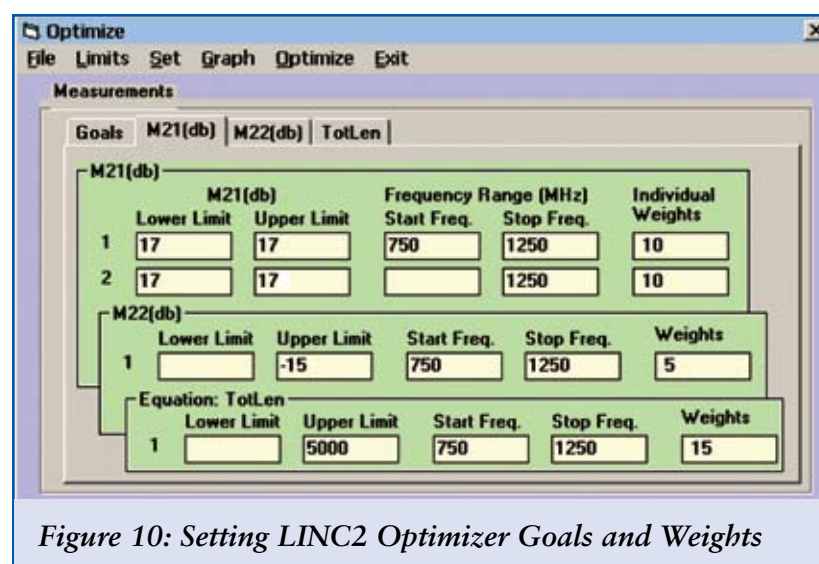 Optimize
File Limits Set Graph Optimize Exit
Measurements
Goals M21(db) M22(db) TotLen
M21(db)
M21(db) Frequency Range (MHz) Individual
Lower Limit Upper Limit Start Freq. Stop Freq. Weights
1 17 17 750 1250 10
2 17 17 1250 10
M22(db)
Lower Limit Upper Limit Start Freq. Stop Freq. Weights
1 -15 750 1250 5
Equation: TotLen
Lower Limit Upper Limit Start Freq. Stop Freq. Weights
1 5000 750 1250 15
Figure 10: Setting LINC2 Optimizer Goals and Weights